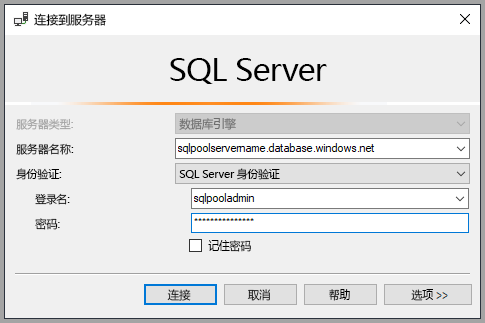 连接到服务器
SQL Server
服务器类型: 数据库引擎
服务器名称: sqlpoolservername.database.windows.net
身份验证: SQL Server 身份验证
登录名: sqlpooladmin
密码: ***************
记住密码
连接 取消 帮助 选项 >>